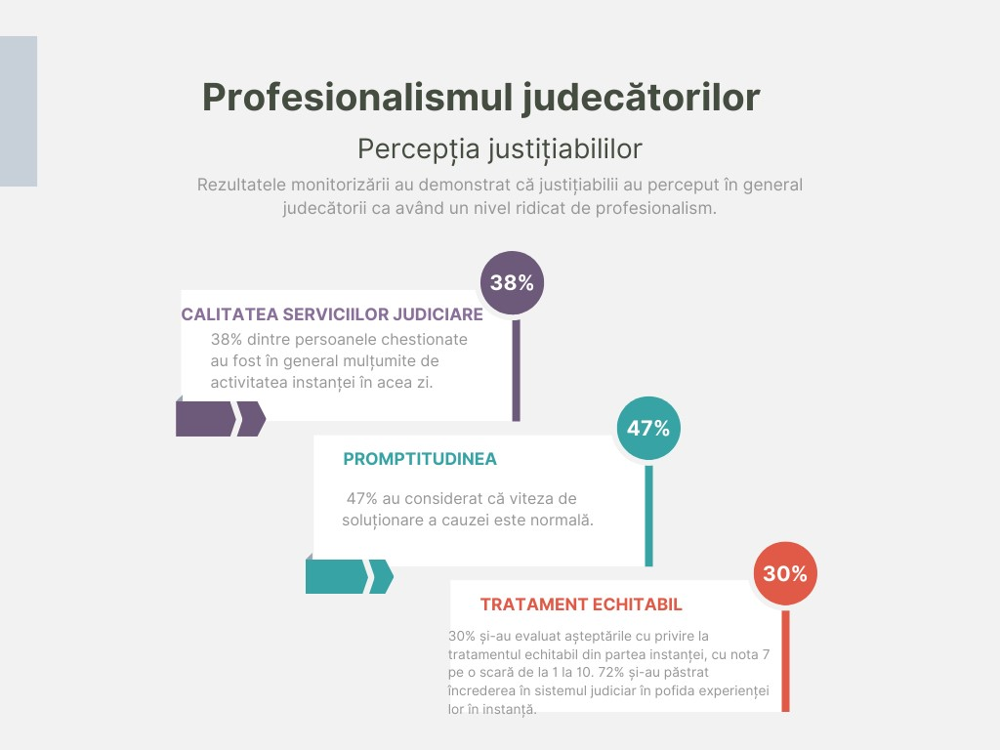 Profesionalismul judecătorilor
Percepția justițiabililor
Rezultatele monitorizării au demonstrat că justițiabilii au perceput în general
judecătorii ca având un nivel ridicat de profesionalism.
38%
CALITATEA SERVICIILOR JUDICIARE
38% dintre persoanele chestionate
au fost în general mulțumite de
activitatea instanței în acea zi.
47%
PROMPTITUDINEA
47% au considerat că viteza de
soluționare a cauzei este normală.
30%
TRATAMENT ECHITABIL
30% și-au evaluat așteptările cu privire la
tratamentul echitabil din partea instanței, cu nota 7
pe o scară de la 1 la 10. 72% și-au păstrat
încrederea în sistemul judiciar în pofida experienței
lor în instanță.